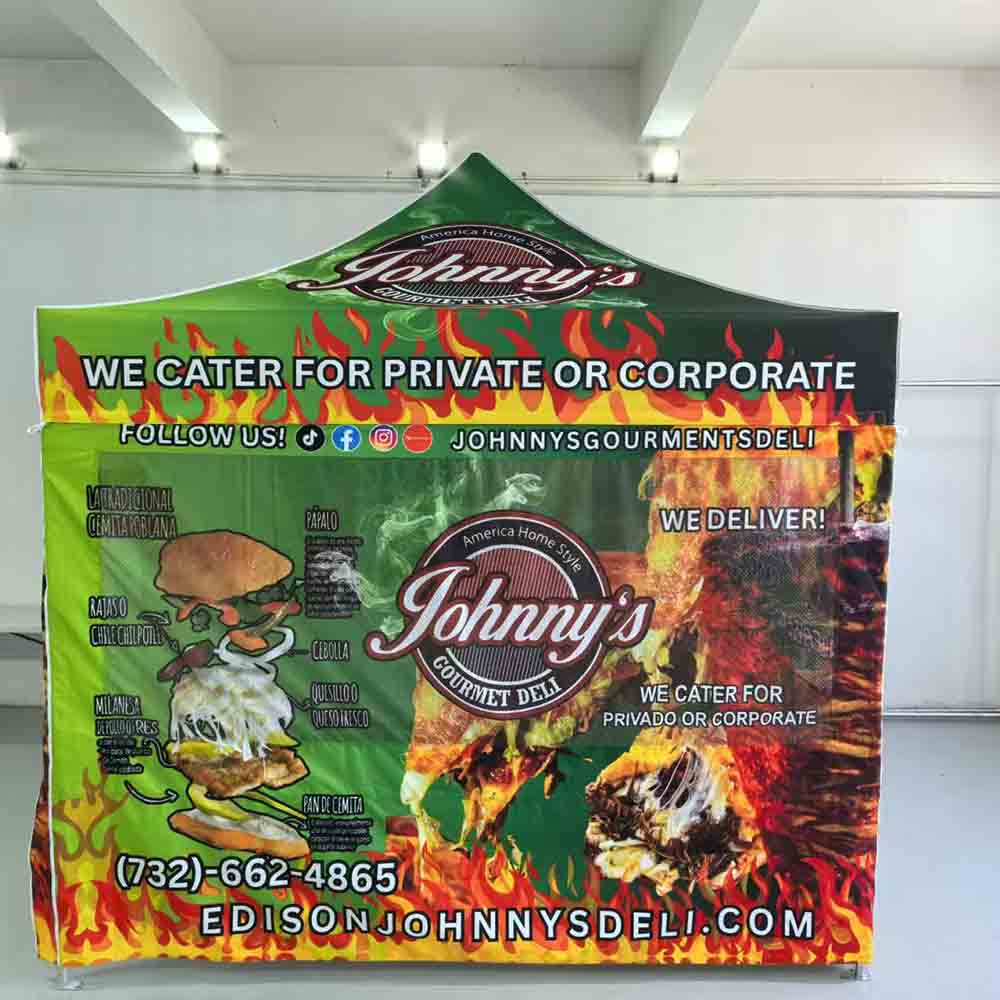 America Home Style
Johnny's
GOURMET DELI
WE CATER FOR PRIVATE OR CORPORATE
FOLLOW US! JOHNNYSGOURMENTSDELI
LA TRADICIONAL
CEMITA POBLANA
PÁPALO
WE DELIVER!
America Home Style
Johnny's
GOURMET DELI
RAJAS O
CHILE CHILPOTLE
CEBOLLA
QUESILLO O
QUESO FRESCO
MILANESA
DE POLLO O RES
WE CATER FOR
PRIVADO OR CORPORATE
PAN DE CEMITA
(732)-662-4865
EDISONJOHNNYSDELI.COM